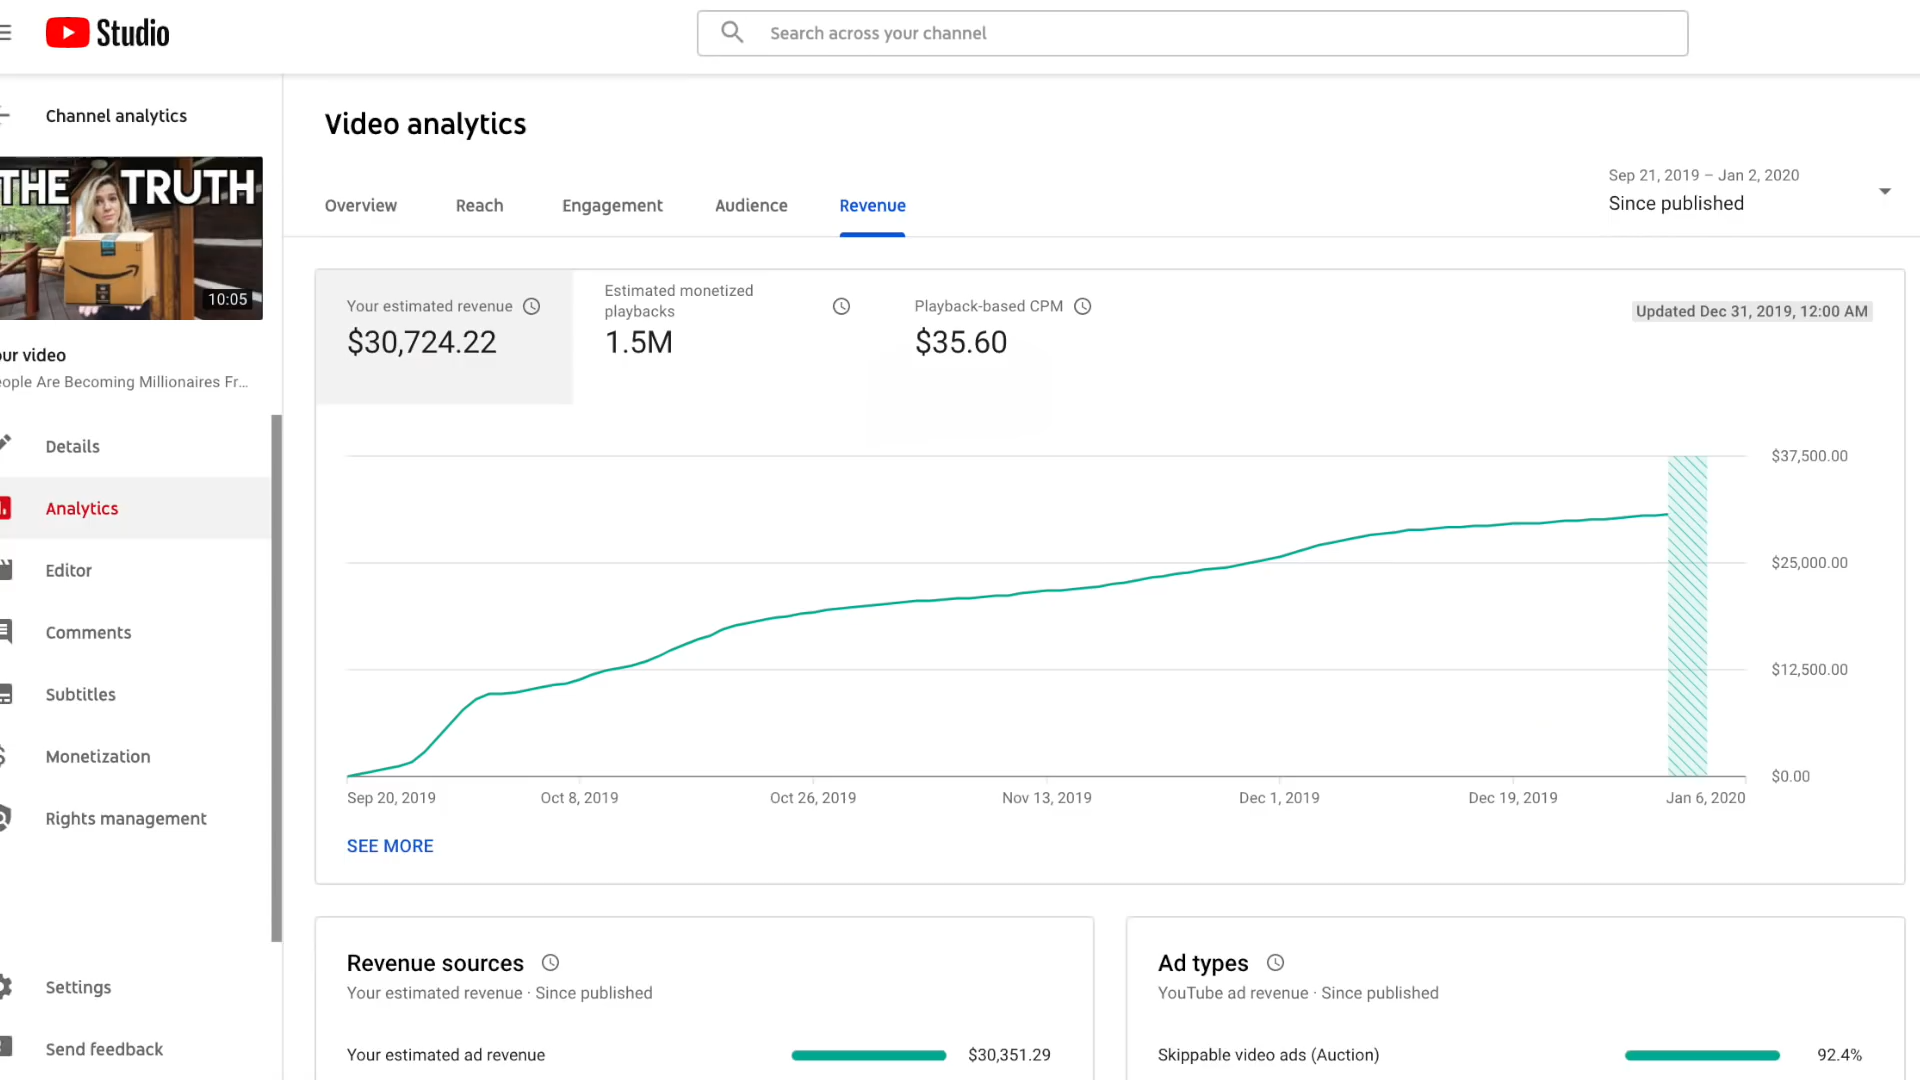 Studio
Search across your channel
Channel analytics
THE TRUTH
10:05
our video
eople Are Becoming Millionaires Fr...
Details
Analytics
Editor
Comments
Subtitles
Monetization
Rights management
Settings
Send feedback
Video analytics
Overview Reach Engagement Audience Revenue
Sep 21, 2019 – Jan 2, 2020
Since published
Your estimated revenue
$30,724.22
Estimated monetized
playbacks
1.5M
Playback-based CPM
$35.60
Updated Dec 31, 2019, 12:00 AM
$37,500.00
$25,000.00
$12,500.00
$0.00
Sep 20, 2019 Oct 8, 2019 Oct 26, 2019 Nov 13, 2019 Dec 1, 2019 Dec 19, 2019 Jan 6, 2020
SEE MORE
Revenue sources
Your estimated revenue · Since published
Your estimated ad revenue $30,351.29
Ad types
YouTube ad revenue · Since published
Skippable video ads (Auction) 92.4%